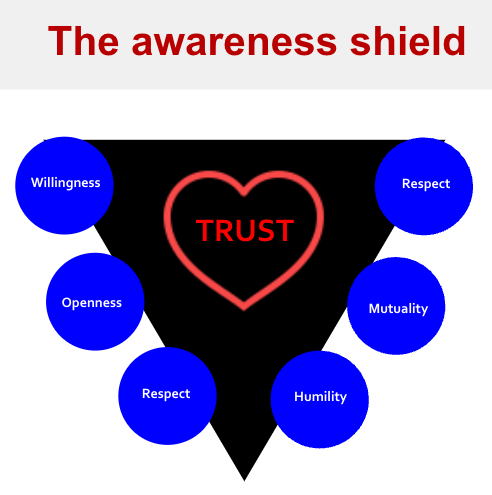 The awareness shield
Willingness
Respect
TRUST
Openness
Mutuality
Respect
Humility